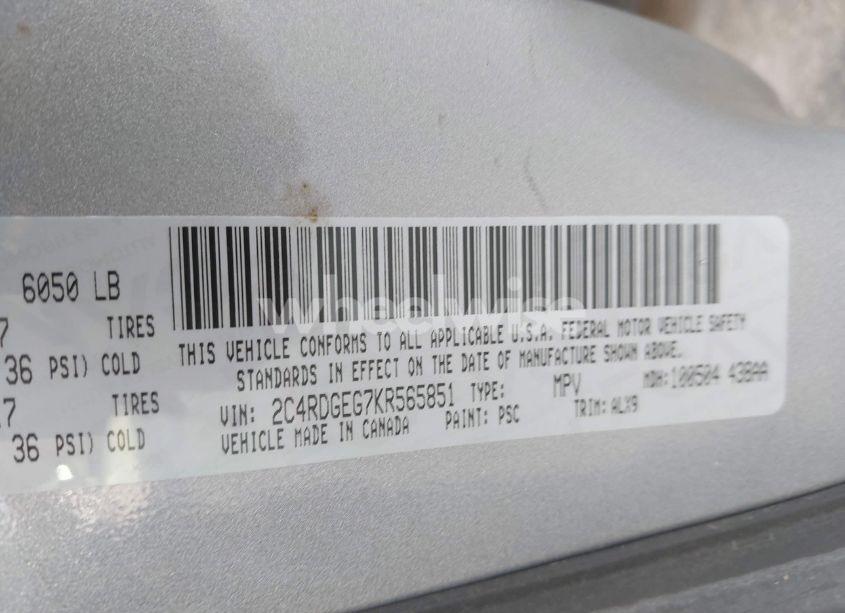 6050 LB
7 TIRES
36 PSI) COLD
17 TIRES
36 PSI) COLD
wheelwise
THIS VEHICLE CONFORMS TO ALL APPLICABLE U.S.A. FEDERAL MOTOR VEHICLE SAFETY
STANDARDS IN EFFECT ON THE DATE OF MANUFACTURE SHOWN ABOVE.
VIN: 2C4RDGEG7KR565851 TYPE: MPV MDH: 100504 43BAA
VEHICLE MADE IN CANADA PAINT: PSC TRIM: ALX9